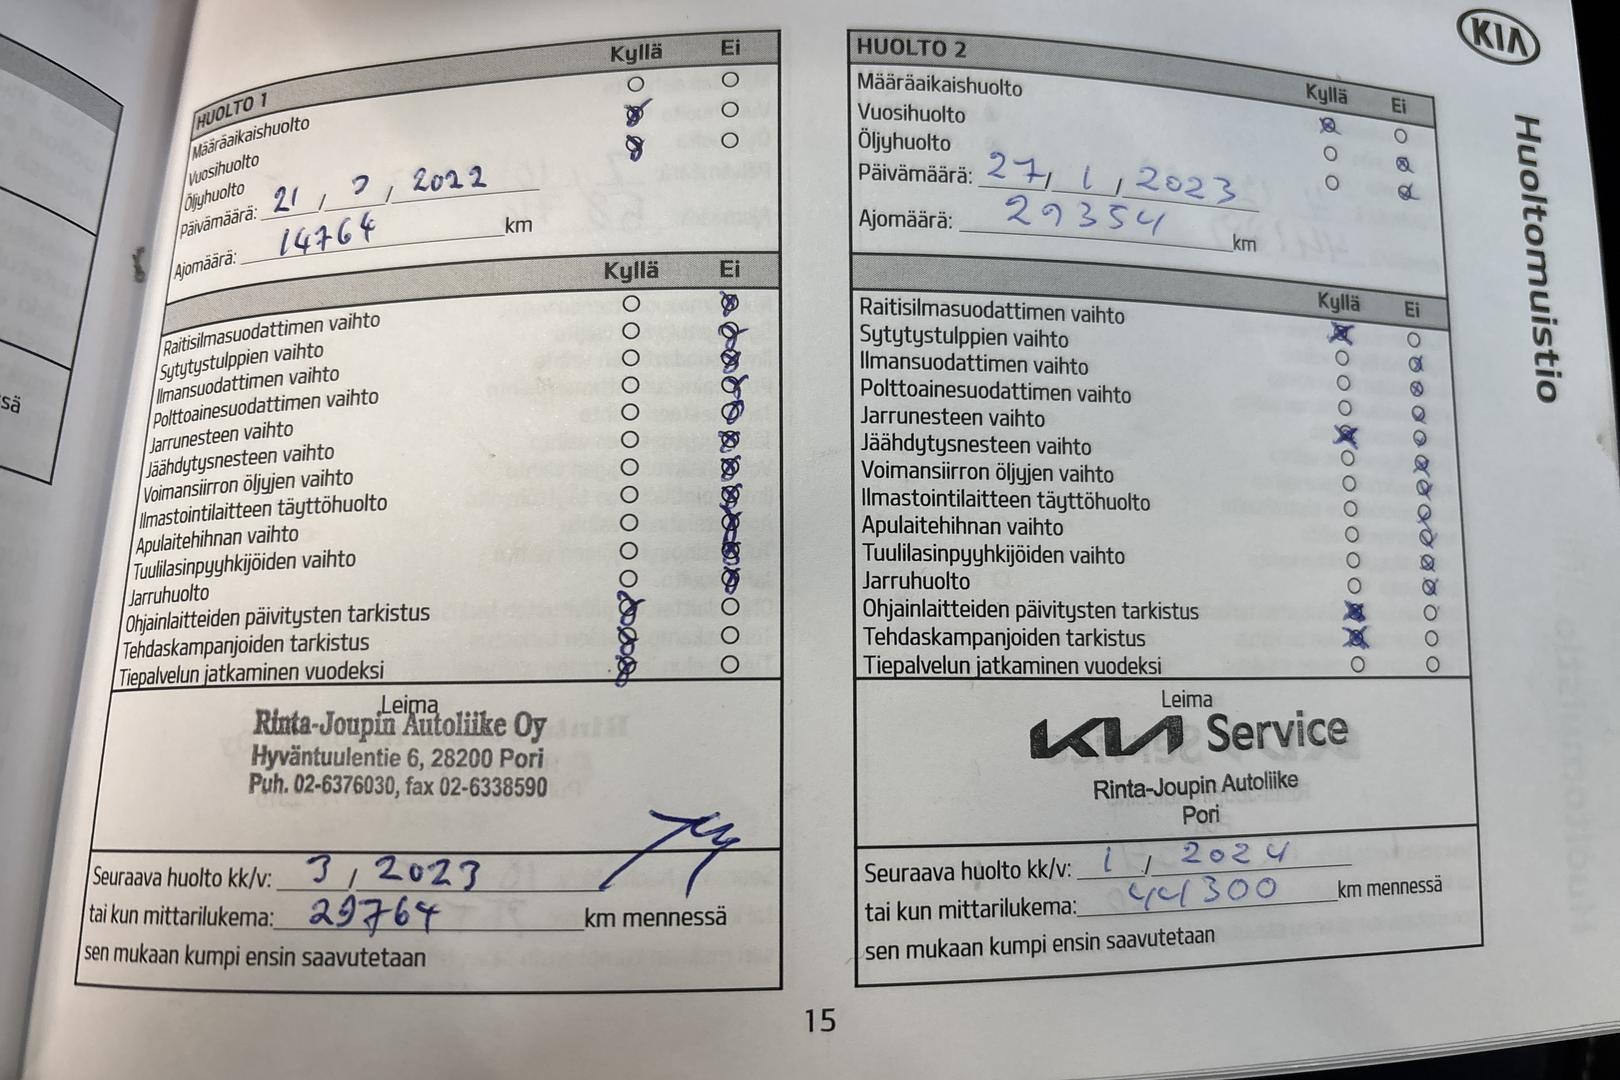 HUOLTO 1 Kyllä Ei
Määräaikaishuolto
Vuosihuolto
Öljyhuolto
Päivämäärä: 21 / 2 / 2022
Ajomäärä: 14764 km
Kyllä Ei
Raitisilmasuodattimen vaihto
Sytytystulppien vaihto
Ilmansuodattimen vaihto
Polttoainesuodattimen vaihto
Jarrunesteen vaihto
Jäähdytysnesteen vaihto
Voimansiirron öljyjen vaihto
Ilmastointilaitteen täyttöhuolto
Apulaitehihnan vaihto
Tuulilasinpyyhkijöiden vaihto
Jarruhuolto
Ohjainlaitteiden päivitysten tarkistus
Tehdaskampanjoiden tarkistus
Tiepalvelun jatkaminen vuodeksi
Leima
Rinta-Joupin Autoliike Oy
Hyväntuulentie 6, 28200 Pori
Puh. 02-6376030, fax 02-6338590
Seuraava huolto kk/v: 3 / 2023
tai kun mittarilukema: 29764 km mennessä
sen mukaan kumpi ensin saavutetaan
HUOLTO 2 Kyllä Ei
Määräaikaishuolto
Vuosihuolto
Öljyhuolto
Päivämäärä: 27 / 1 / 2023
Ajomäärä: 29354 km
Kyllä Ei
Raitisilmasuodattimen vaihto
Sytytystulppien vaihto
Ilmansuodattimen vaihto
Polttoainesuodattimen vaihto
Jarrunesteen vaihto
Jäähdytysnesteen vaihto
Voimansiirron öljyjen vaihto
Ilmastointilaitteen täyttöhuolto
Apulaitehihnan vaihto
Tuulilasinpyyhkijöiden vaihto
Jarruhuolto
Ohjainlaitteiden päivitysten tarkistus
Tehdaskampanjoiden tarkistus
Tiepalvelun jatkaminen vuodeksi
Leima
KIA Service
Rinta-Joupin Autoliike
Pori
Seuraava huolto kk/v: 1 / 2024
tai kun mittarilukema: 44300 km mennessä
sen mukaan kumpi ensin saavutetaan
KIA
Huoltomuistio
15